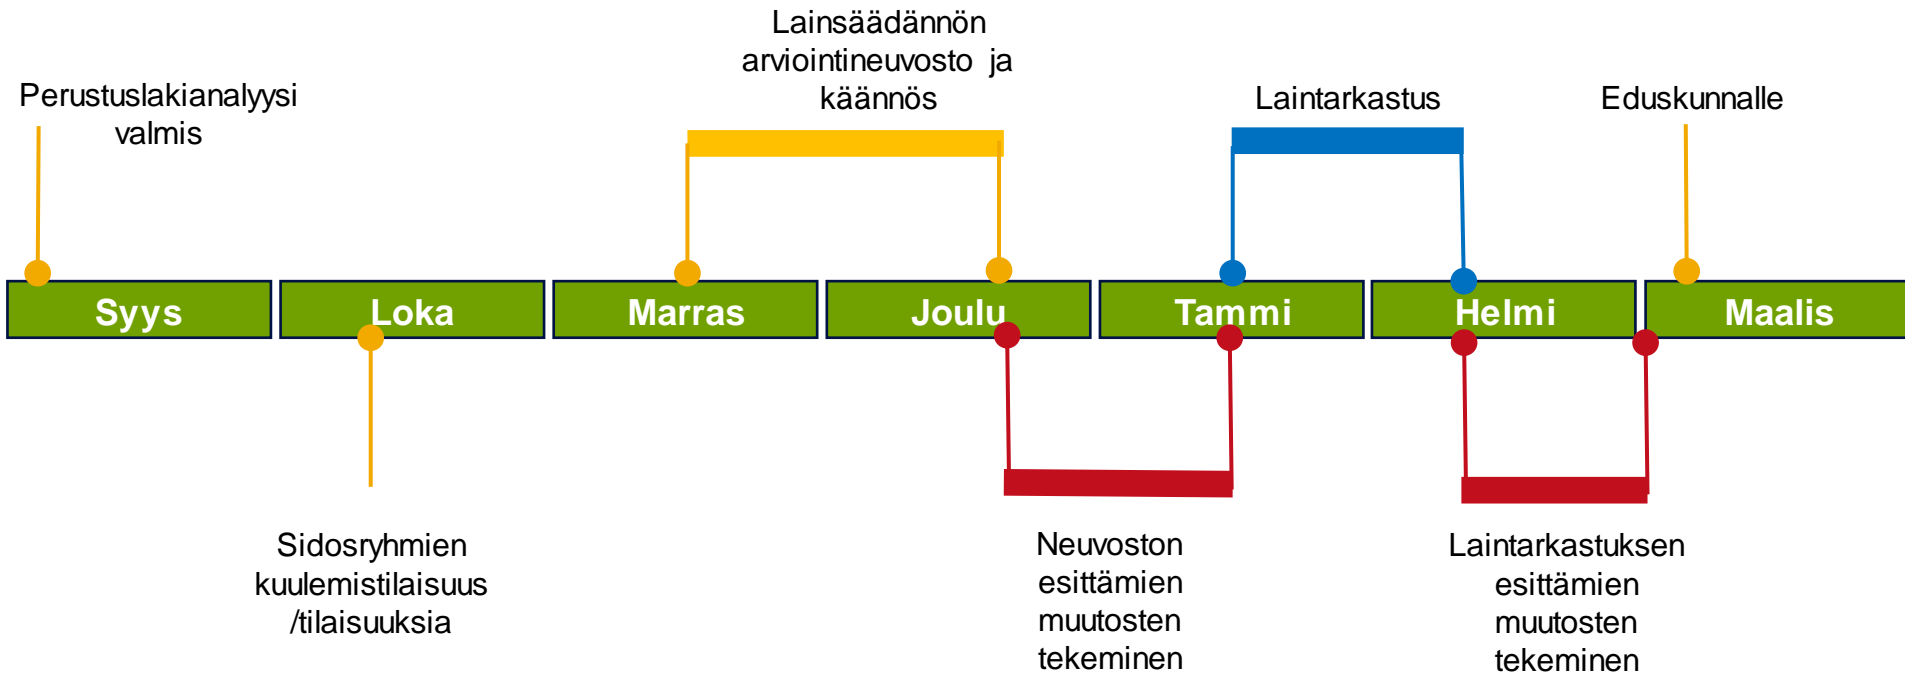 Lainsäädännön
arviointineuvosto ja
käännös
Perustuslakianalyysi
valmis
Laintarkastus
Eduskunnalle
Syys
Loka
Marras
Joulu
Tammi
Helmi
Maalis
Sidosryhmien
kuulemistilaisuus
/tilaisuuksia
Neuvoston
esittämien
muutosten
tekeminen
Laintarkastuksen
esittämien
muutosten
tekeminen